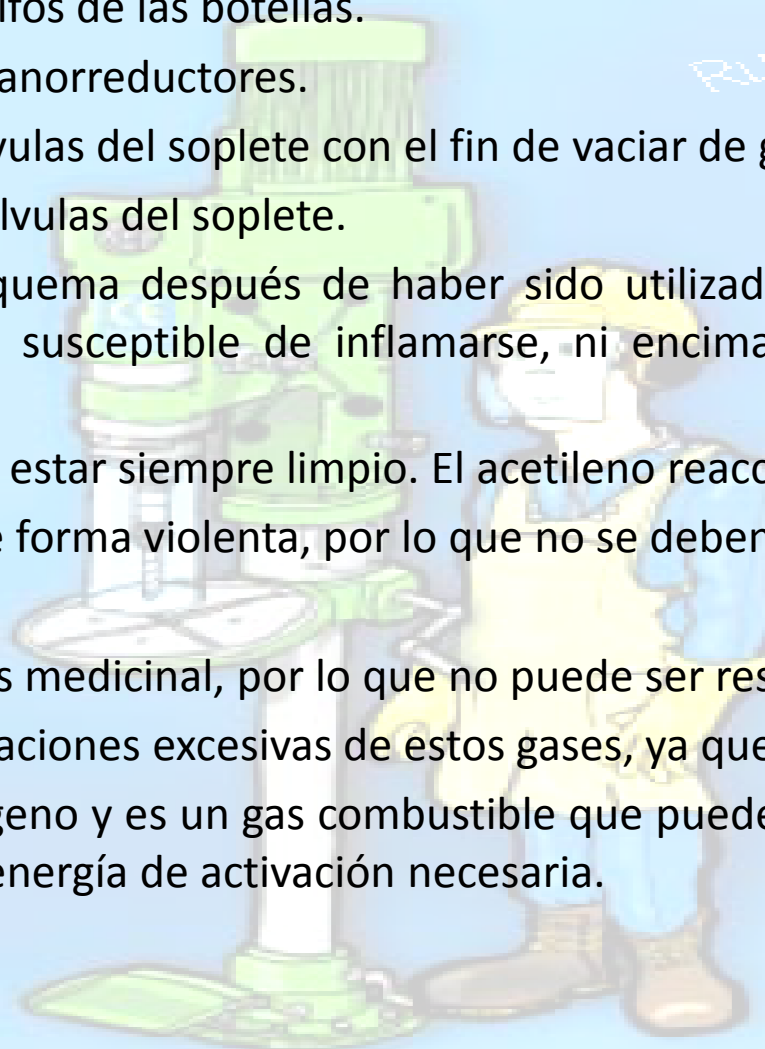 ifos de las botellas.
anorreductores.
vulas del soplete con el fin de vaciar de g
lvulas del soplete.
quema después de haber sido utilizad
susceptible de inflamarse, ni encima
estar siempre limpio. El acetileno reacc
e forma violenta, por lo que no se deben
s medicinal, por lo que no puede ser res
aciones excesivas de estos gases, ya que
geno y es un gas combustible que puede
energía de activación necesaria.